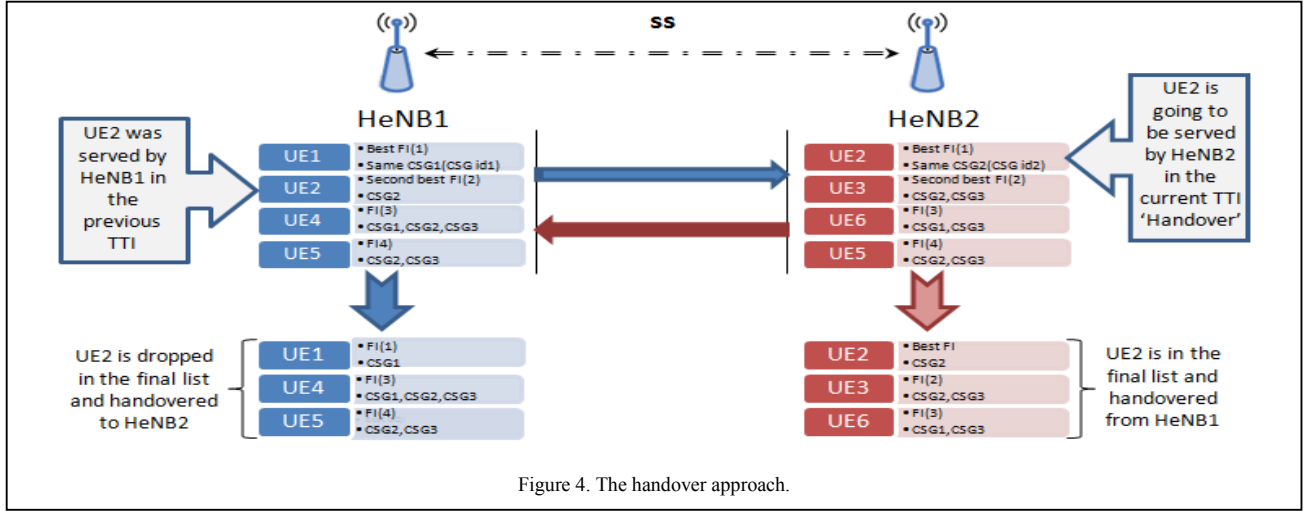 ss
HeNB1
HeNB2
UE2 was
served by
HeNB1 in
the
previous
TTI
UE1
• Best FI(1)
• Same CSG1(CSG id1)
UE2
• Second best FI(2)
• CSG2
UE4
• FI(3)
• CSG1,CSG2,CSG3
UE5
• FI4)
• CSG2,CSG3
UE2
• Best FI(1)
• Same CSG2(CSG id2)
UE3
• Second best FI(2)
• CSG2,CSG3
UE6
• FI(3)
• CSG1,CSG3
UE5
• FI(4)
• CSG2,CSG3
UE2 is
going to
be served
by HeNB2
in the
current TTI
‘Handover’
UE2 is dropped
in the final list
and handovered
to HeNB2
UE1
• FI(1)
• CSG1
UE4
• FI(3)
• CSG1,CSG2,CSG3
UE5
• FI(4)
• CSG2,CSG3
UE2
• Best FI
• CSG2
UE3
• FI(2)
• CSG2,CSG3
UE6
• FI(3)
• CSG1,CSG3
UE2 is in the
final list and
handovered
from HeNB1
Figure 4. The handover approach.